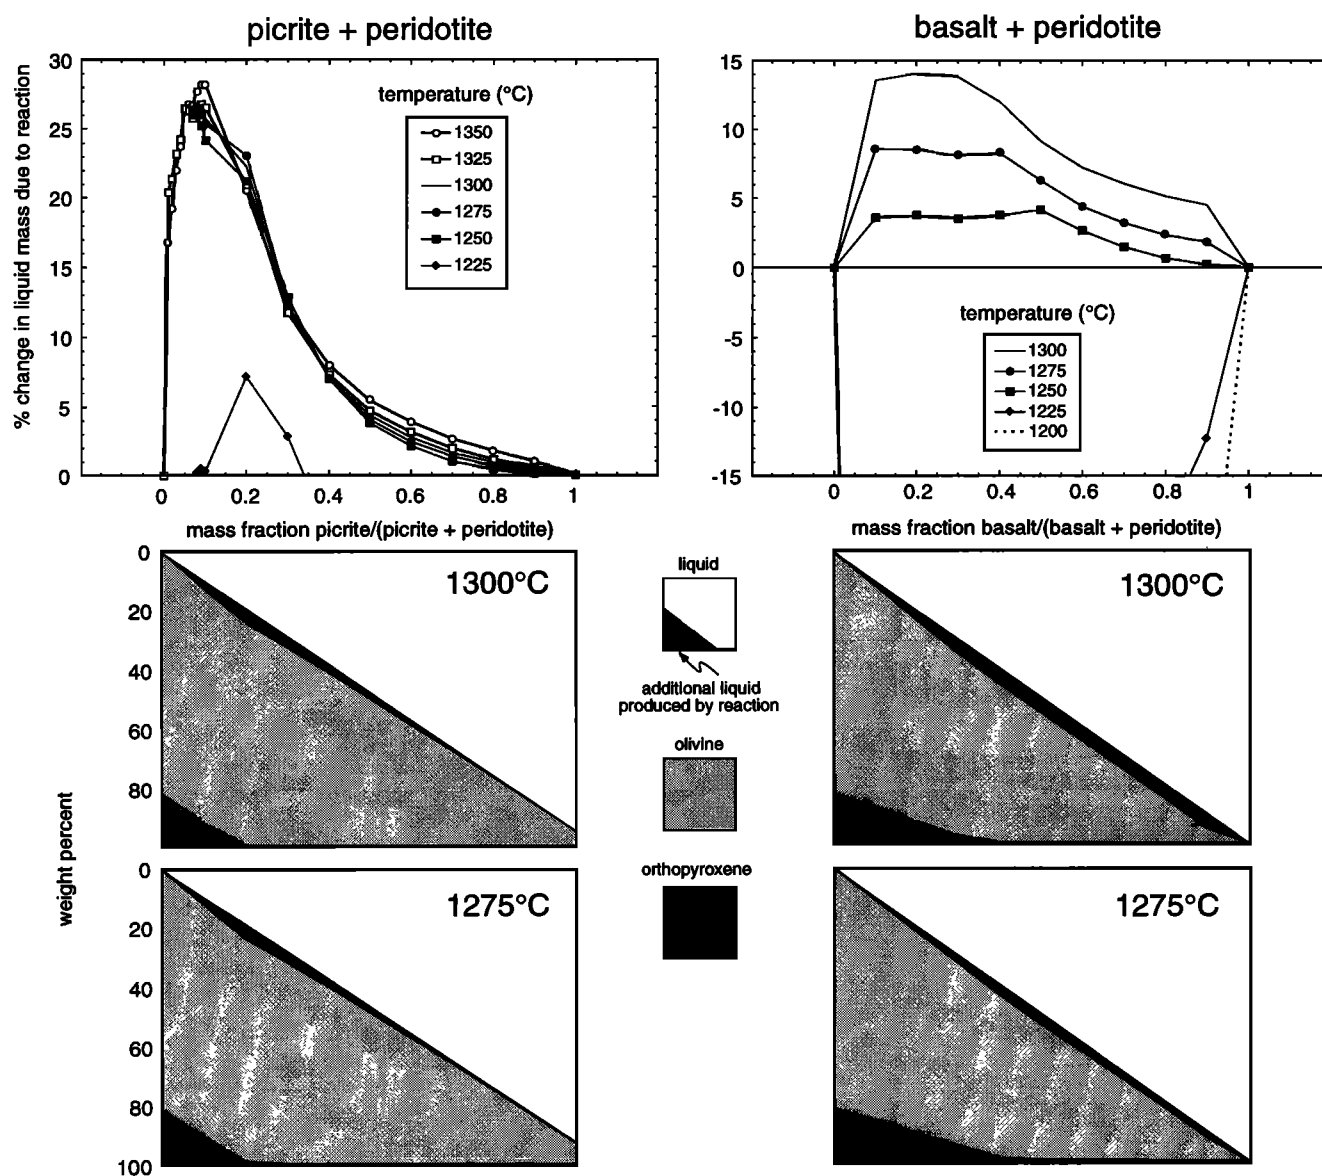 picrite + peridotite
basalt + peridotite
% change in liquid mass due to reaction
30
25
20
15
10
5
0
0
0.2
0.4
0.6
0.8
1
temperature (°C)
1350
1325
1300
1275
1250
1225
mass fraction picrite/(picrite + peridotite)
15
10
5
0
-5
-10
-15
0
0.2
0.4
0.6
0.8
1
temperature (°C)
1300
1275
1250
1225
1200
mass fraction basalt/(basalt + peridotite)
weight percent
0
20
40
60
80
1300°C
liquid
additional liquid
produced by reaction
olivine
orthopyroxene
1300°C
0
20
40
60
80
100
1275°C
1275°C